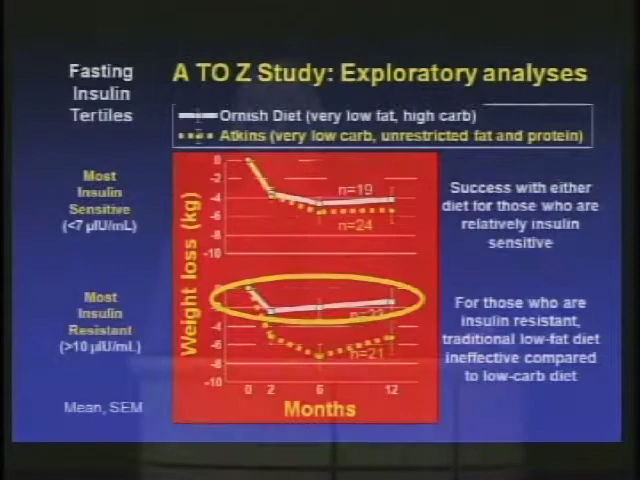 Fasting
Insulin
Tertiles
A TO Z Study: Exploratory analyses
Ornish Diet (very low fat, high carb)
Atkins (very low carb, unrestricted fat and protein)
Most
Insulin
Sensitive
(<7 µIU/mL)
Weight loss (kg)
0
-2
-4
-6
-8
-10
n=19
n=24
Success with either
diet for those who are
relatively insulin
sensitive
Most
Insulin
Resistant
(>10 µIU/mL)
0
-4
-6
-8
-10
n=21
For those who are
insulin resistant,
traditional low-fat diet
ineffective compared
to low-carb diet
0 2 6 12
Months
Mean, SEM